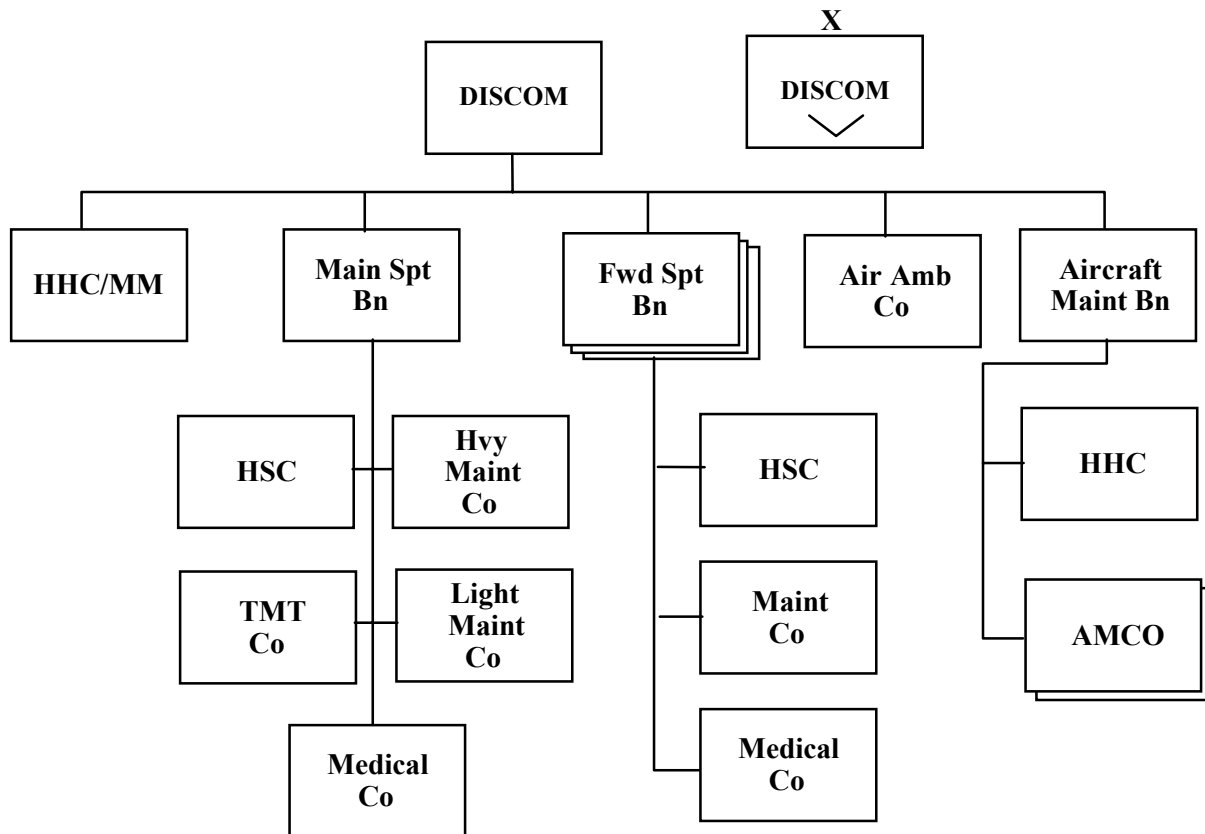 X
DISCOM
DISCOM
HHC/MM
Main Spt
Bn
Fwd Spt
Bn
Air Amb
Co
Aircraft
Maint Bn
HSC
Hvy
Maint
Co
HSC
HHC
TMT
Co
Light
Maint
Co
Maint
Co
AMCO
Medical
Co
Medical
Co